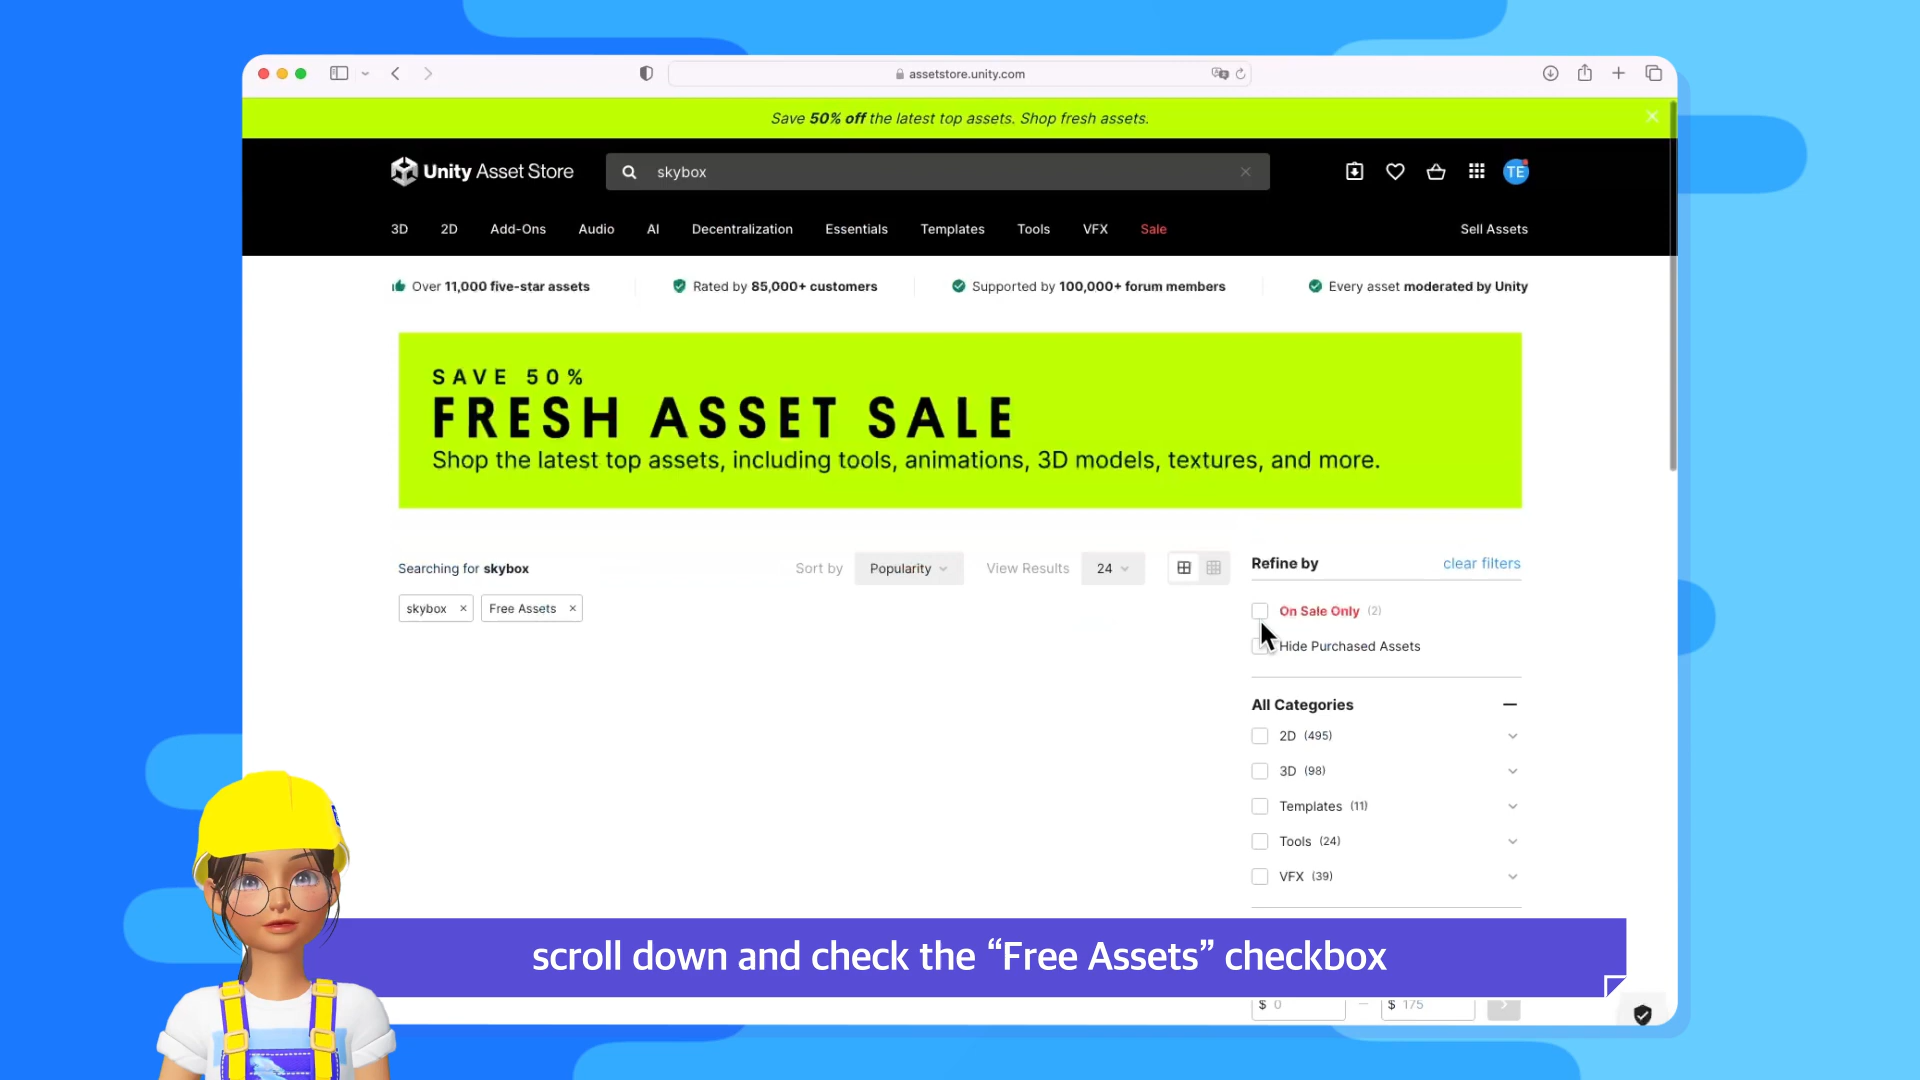 assetstore.unity.com
Save 50% off the latest top assets. Shop fresh assets.
Unity Asset Store
skybox
TE
3D 2D Add-Ons Audio AI Decentralization Essentials Templates Tools VFX Sale Sell Assets
Over 11,000 five-star assets
Rated by 85,000+ customers
Supported by 100,000+ forum members
Every asset moderated by Unity
SAVE 50%
FRESH ASSET SALE
Shop the latest top assets, including tools, animations, 3D models, textures, and more.
Searching for skybox
Sort by Popularity
View Results 24
skybox ×
Free Assets ×
Refine by
clear filters
On Sale Only (2)
Hide Purchased Assets
All Categories
2D (495)
3D (98)
Templates (11)
Tools (24)
VFX (39)
scroll down and check the “Free Assets” checkbox
$ 0 – $ 175